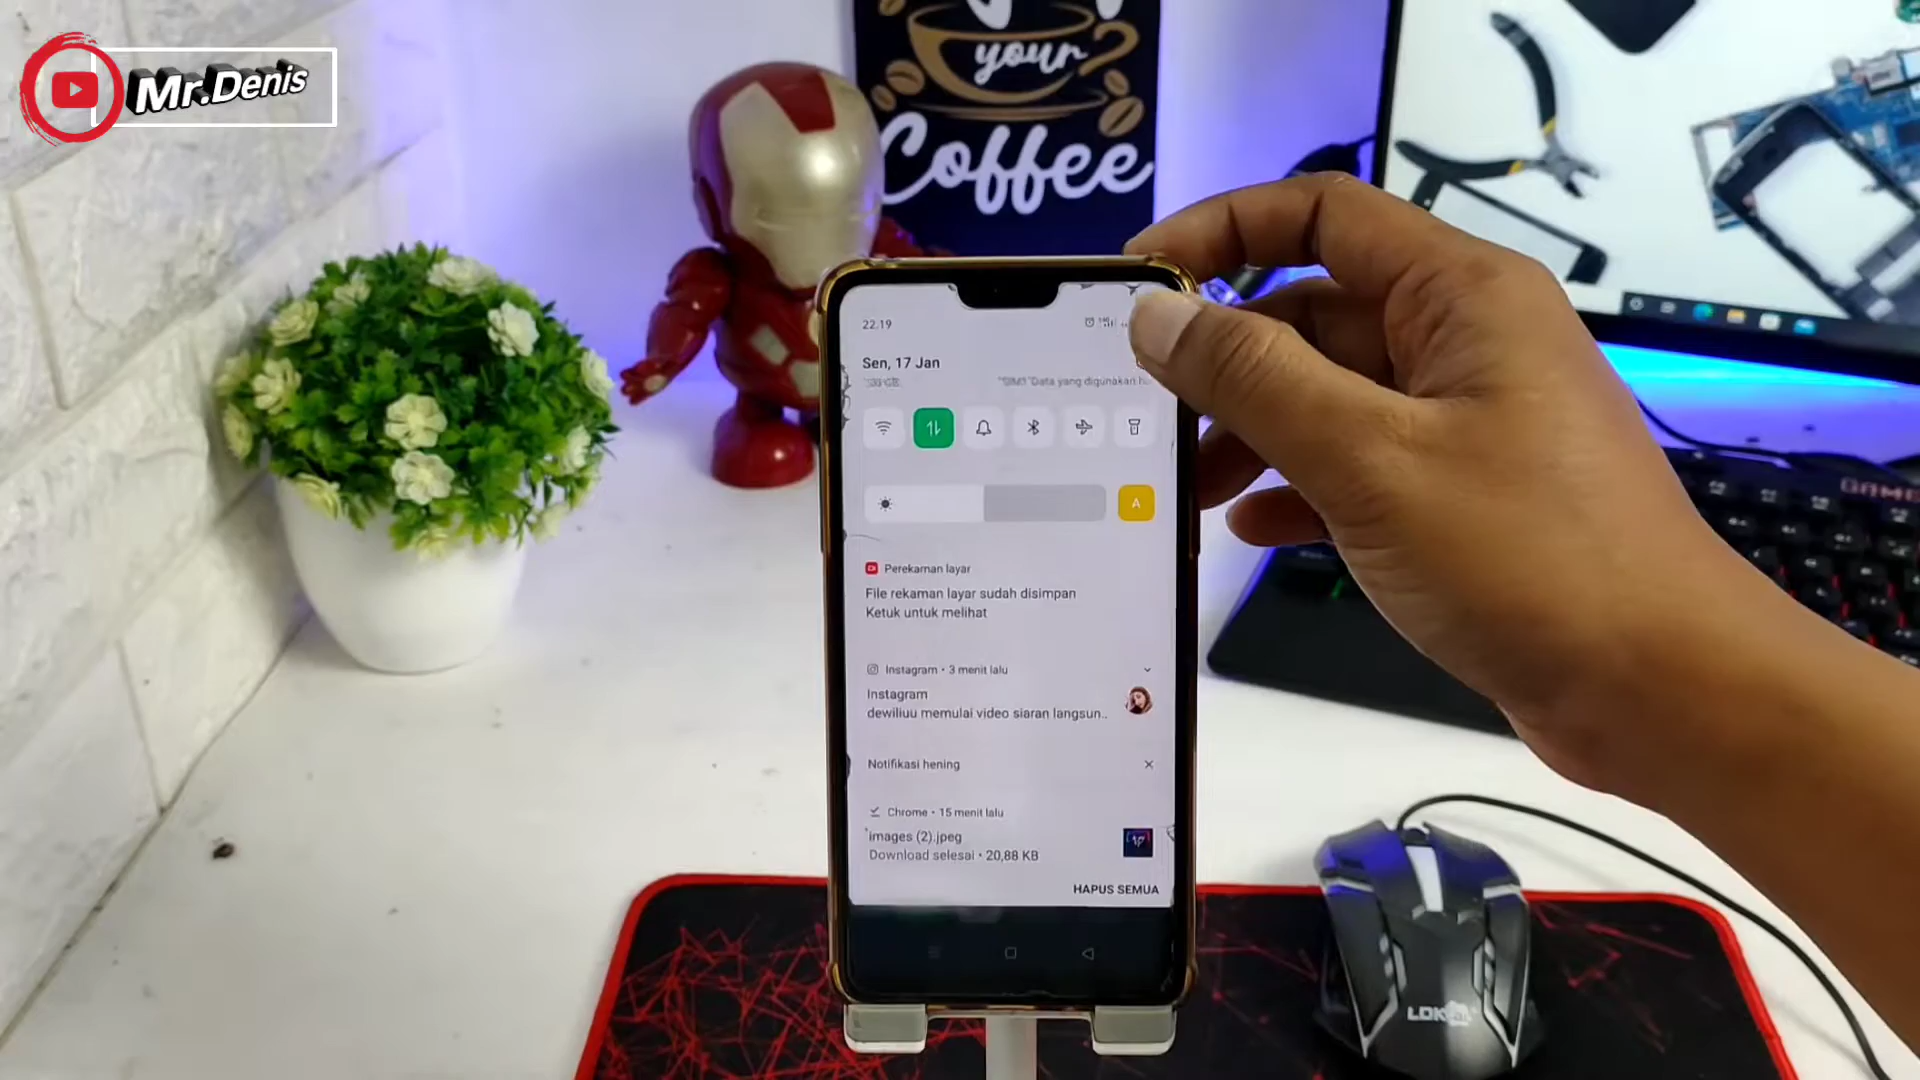 Mr.Denis
your
Coffee
22.19
Sen, 17 Jan
"SIM1"Data yang digunakan
A
Perekaman layar
File rekaman layar sudah disimpan
Ketuk untuk melihat
Instagram • 3 menit lalu
Instagram
dewiliuu memulai video siaran langsun..
Notifikasi hening
Chrome • 15 menit lalu
images (2).jpeg
Download selesai • 20,88 KB
HAPUS SEMUA